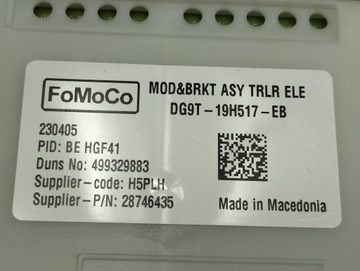 FoMoCo
MOD&BRKT ASY TRLR ELE
DG9T-19H517-EB
230405
PID: BE HGF41
Duns No: 499329883
Supplier-code: H5PLH
Supplier-P/N: 28746435
Made in Macedonia